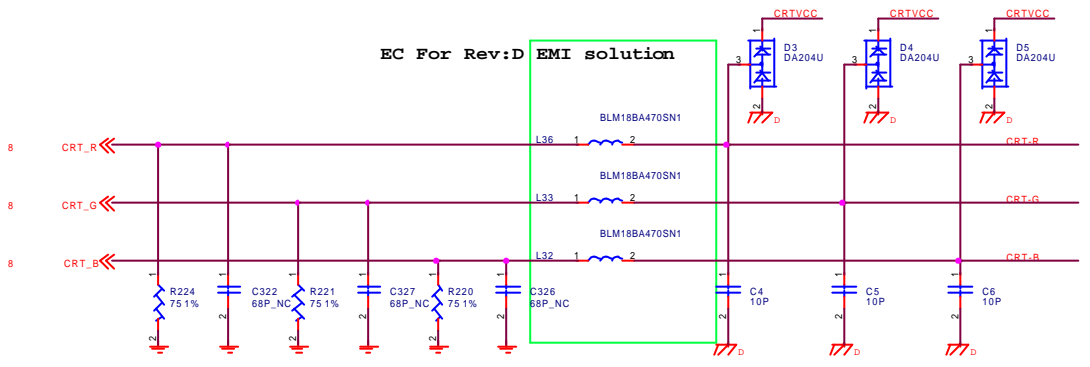 CRTVCC CRTVCC CRTVCC
1 1 1
EC For Rev:D EMI solution
D3 D4 D5
DA204U DA204U DA204U
3 3 3
2 2 2
D D D
BLM18BA470SN1
8 CRT_R L36 1 2 CRT-R
BLM18BA470SN1
8 CRT_G L33 1 2 CRT-G
BLM18BA470SN1
8 CRT_B L32 1 2 CRT-B
1 1 1 1 1 1 1 1 1
R224 C322 R221 C327 R220 C326 C4 C5 C6
75 1% 68P_NC 75 1% 68P_NC 75 1% 68P_NC 10P 10P 10P
2 2 2 2 2 2 2 2 2
D D D